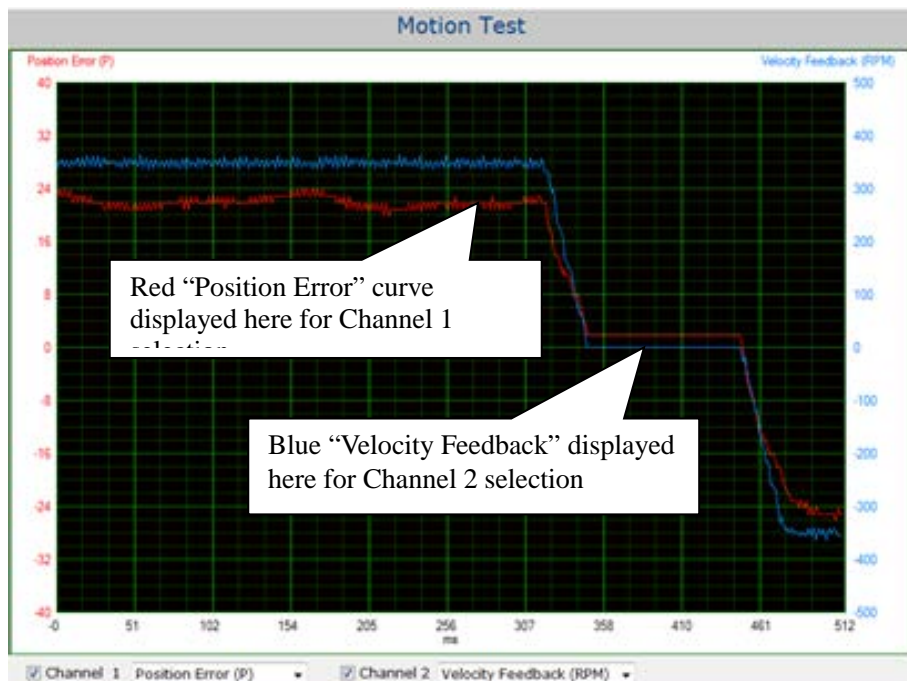 Motion Test
Position Error (P)
Velocity Feedback (RPM)
40
32
24
16
8
0
-8
-16
-24
-32
-40
500
400
300
200
100
0
-100
-200
-300
-400
-500
Red “Position Error” curve
displayed here for Channel 1
selection
Blue “Velocity Feedback” displayed
here for Channel 2 selection
-0 51 102 154 205 256 307 358 410 461 512
ms
Channel 1 Position Error (P) Channel 2 Velocity Feedback (RPM)